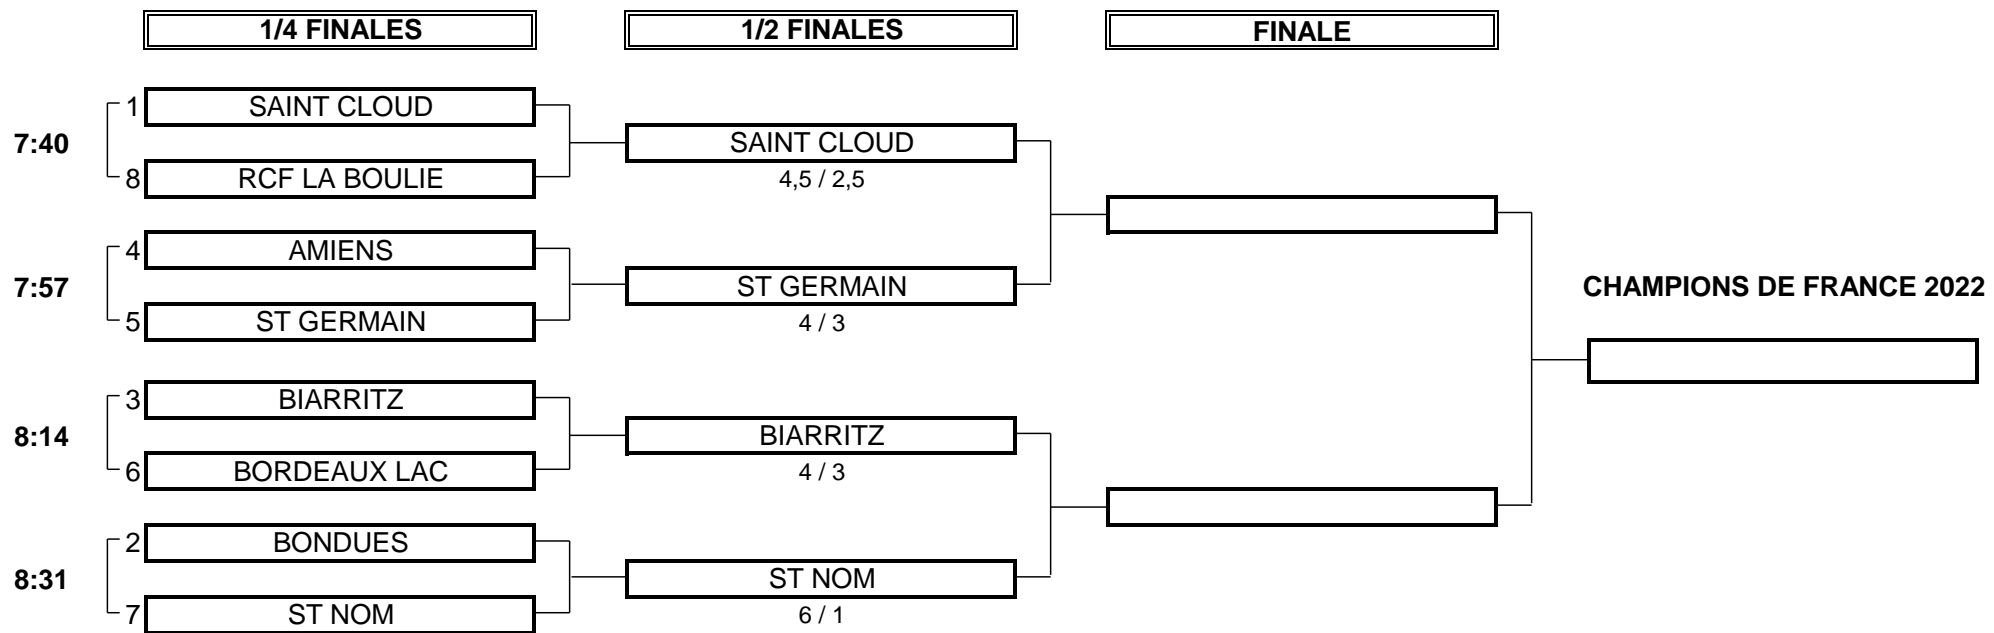 1/4 FINALES
1/2 FINALES
FINALE
7:40
1
SAINT CLOUD
8
RCF LA BOULIE
SAINT CLOUD
4,5 / 2,5
7:57
4
AMIENS
5
ST GERMAIN
ST GERMAIN
4 / 3
CHAMPIONS DE FRANCE 2022
8:14
3
BIARRITZ
6
BORDEAUX LAC
BIARRITZ
4 / 3
8:31
2
BONDUES
7
ST NOM
ST NOM
6 / 1